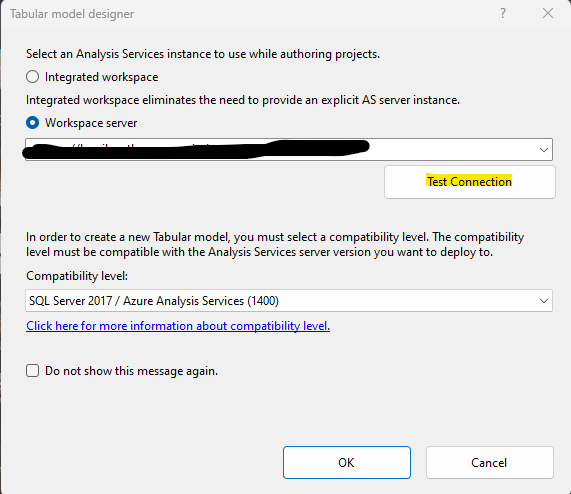 Tabular model designer
Select an Analysis Services instance to use while authoring projects.
Integrated workspace
Integrated workspace eliminates the need to provide an explicit AS server instance.
Workspace server
Test Connection
In order to create a new Tabular model, you must select a compatibility level. The compatibility
level must be compatible with the Analysis Services server version you want to deploy to.
Compatibility level:
SQL Server 2017 / Azure Analysis Services (1400)
Click here for more information about compatibility level.
Do not show this message again.
OK
Cancel